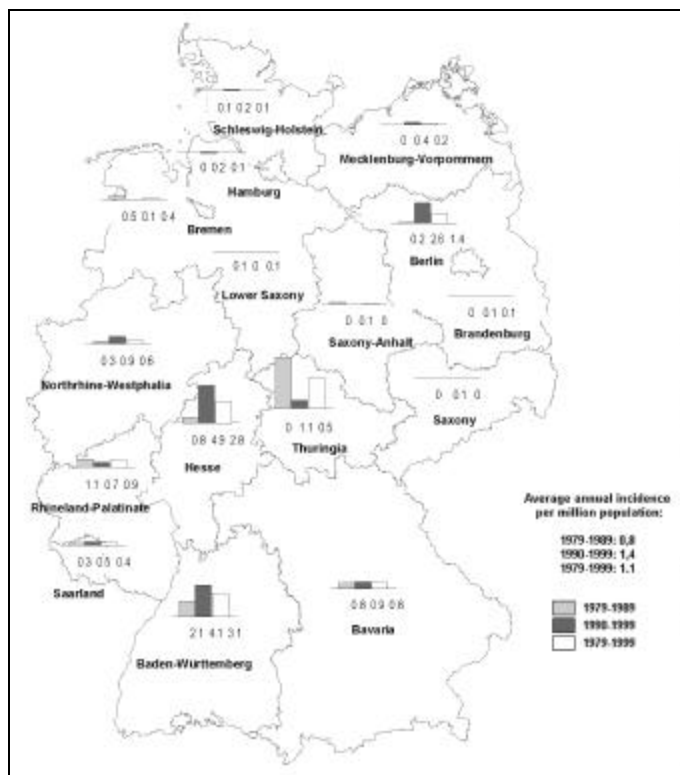 0.1 0.2 0.1
Schleswig-Holstein
0 0.4 0.2
Mecklenburg-Vorpommern
0 0.2 0.1
Hamburg
0.5 0.1 0.4
Bremen
0.2 2.6 1.4
Berlin
0.1 0 0.1
Lower Saxony
0 0.1 0.1
Brandenburg
0 0.1 0
Saxony-Anhalt
0.3 0.9 0.6
Northrhine-Westphalia
0 0.1 0
Saxony
0.8 4.9 2.8
Hesse
0 1.1 0.5
Thuringia
1.1 0.7 0.9
Rhineland-Palatinate
0.3 0.5 0.4
Saarland
2.1 4.1 3.1
Baden-Württemberg
0.8 0.9 0.8
Bavaria
Average annual incidence
per million population:
1979-1989: 0,8
1990-1999: 1,4
1979-1999: 1.1
1979-1989
1990-1999
1979-1999